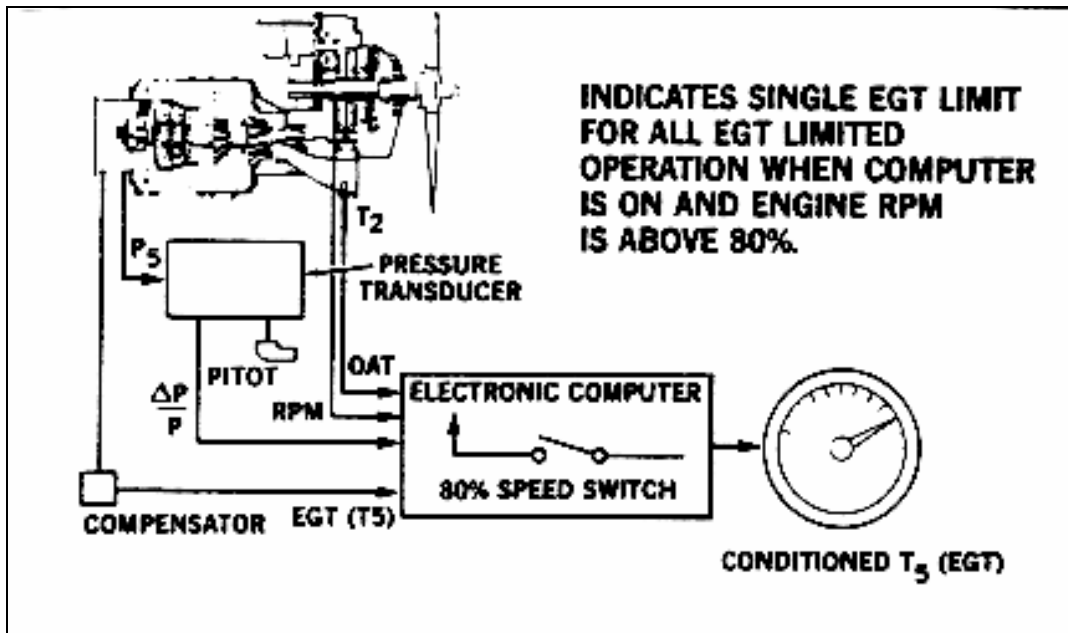 INDICATES SINGLE EGT LIMIT
FOR ALL EGT LIMITED
OPERATION WHEN COMPUTER
IS ON AND ENGINE RPM
IS ABOVE 80%.
T2
P5
PRESSURE
TRANSDUCER
PITOT
OAT
ΔP
P
RPM
ELECTRONIC COMPUTER
80% SPEED SWITCH
EGT (T5)
COMPENSATOR
CONDITIONED T5 (EGT)